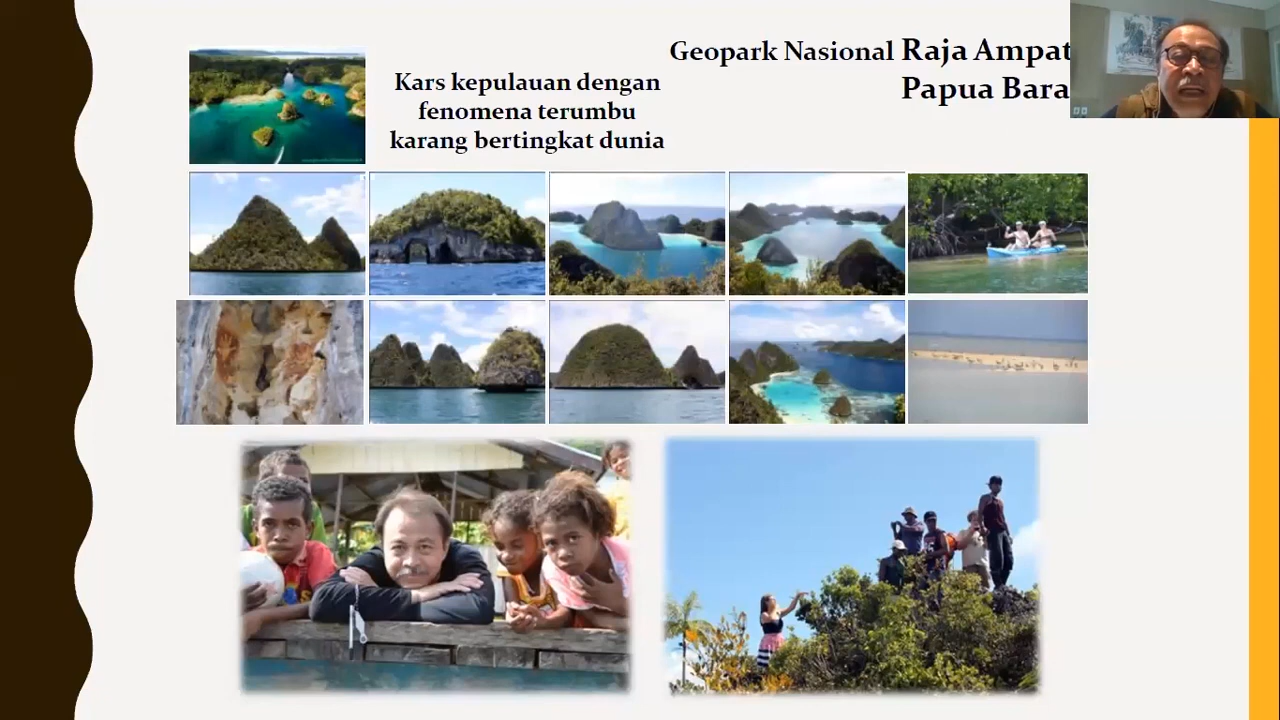 Geopark Nasional Raja Ampat
Papua Bara
Kars kepulauan dengan
fenomena terumbu
karang bertingkat dunia